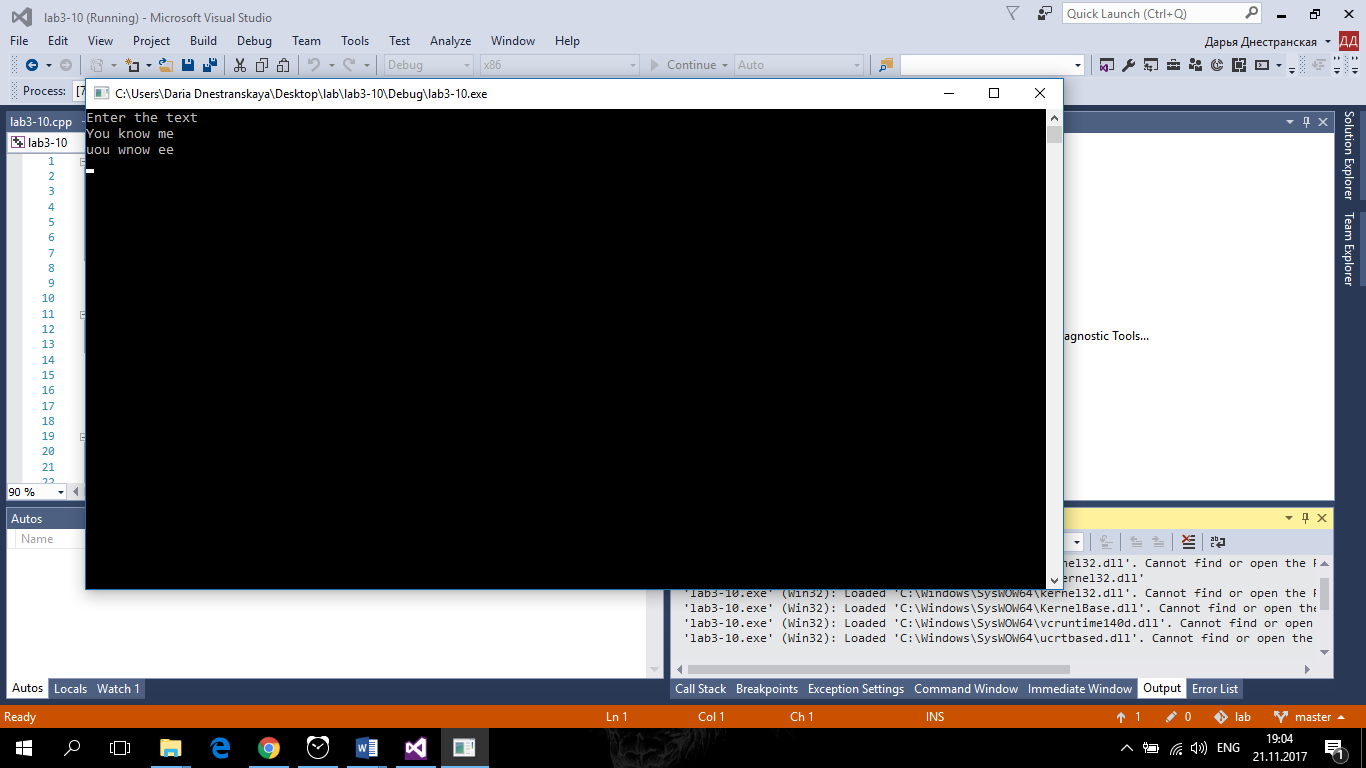 lab3-10 (Running) - Microsoft Visual Studio
Quick Launch (Ctrl+Q)
File Edit View Project Build Debug Team Tools Test Analyze Window Help
Дарья Днестранская ДД
Debug x86 Continue Auto
Process: [7
C:\Users\Daria Dnestranskaya\Desktop\lab\lab3-10\Debug\lab3-10.exe
Enter the text
You know me
uou wnow ee
lab3-10.cpp
lab3-10
1
2
3
4
5
6
7
8
9
10
11
12
13
14
15
16
17
18
19
20
21
22
90 %
Solution Explorer
Team Explorer
agnostic Tools...
Autos
Name
nel32.dll'. Cannot find or open the
ernel32.dll'
'lab3-10.exe' (Win32): Loaded 'C:\Windows\SysWOW64\kernel32.dll'. Cannot find or open the
'lab3-10.exe' (Win32): Loaded 'C:\Windows\SysWOW64\KernelBase.dll'. Cannot find or open the
'lab3-10.exe' (Win32): Loaded 'C:\Windows\SysWOW64\vcruntime140d.dll'. Cannot find or open
'lab3-10.exe' (Win32): Loaded 'C:\Windows\SysWOW64\ucrtbased.dll'. Cannot find or open the
Autos Locals Watch 1
Call Stack Breakpoints Exception Settings Command Window Immediate Window Output Error List
Ready Ln 1 Col 1 Ch 1 INS 1 0 lab master
ENG
19:04
21.11.2017
1